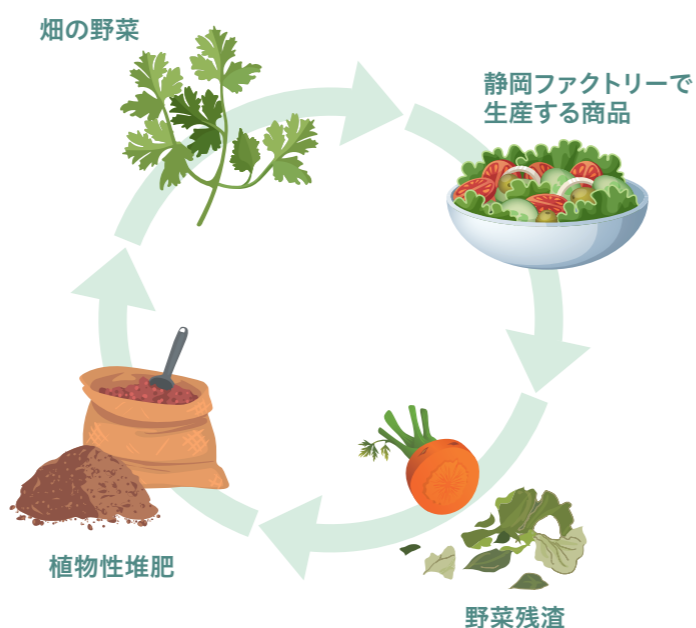 畑の野菜
静岡ファクトリーで
生産する商品
植物性堆肥
野菜残渣